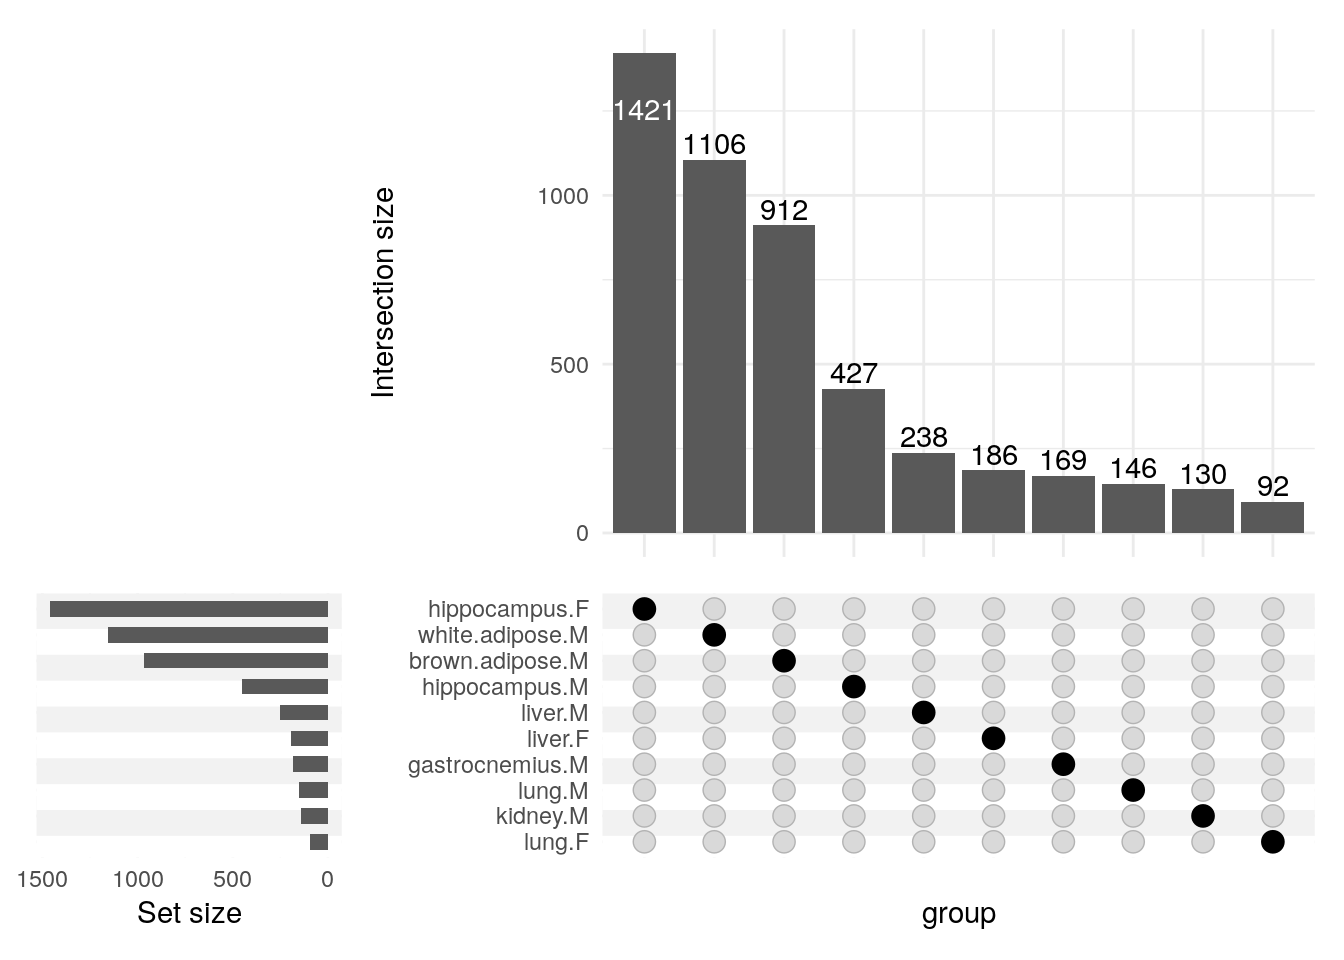 1421
1106
912
427
238
186
169
146
130
92
Intersection size
1000
500
0
hippocampus.F
white.adipose.M
brown.adipose.M
hippocampus.M
liver.M
liver.F
gastrocnemius.M
lung.M
kidney.M
lung.F
1500 1000 500 0
Set size
group